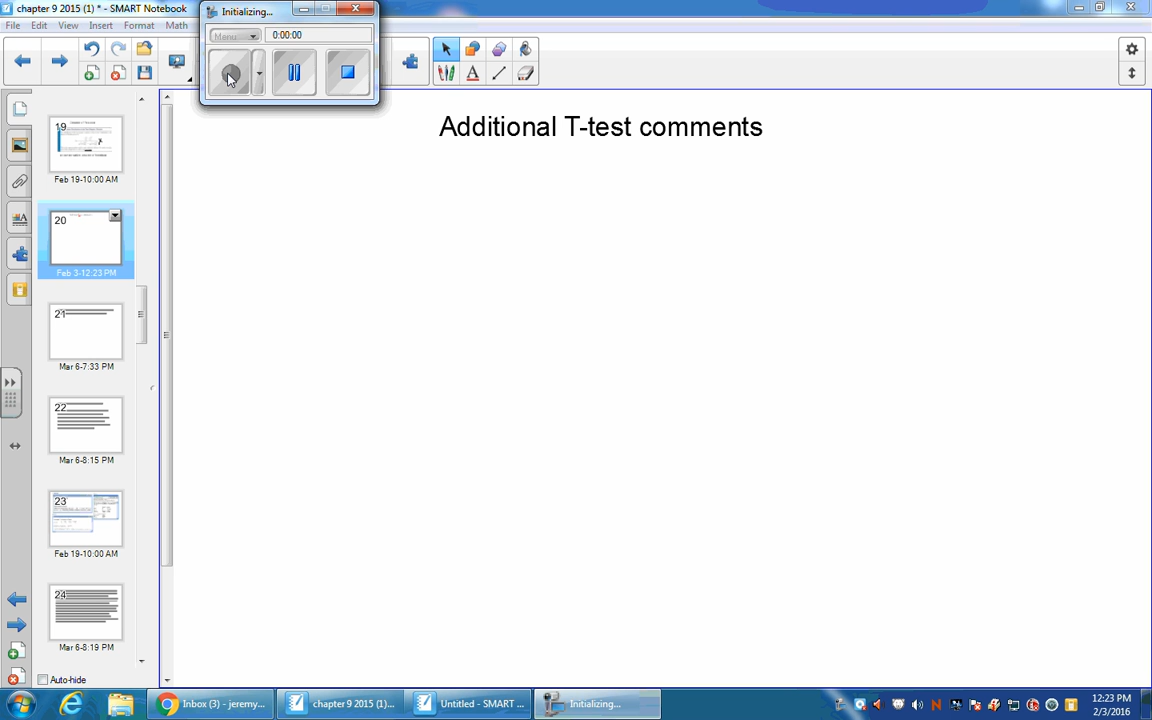 chapter 9 2015 (1) * - SMART Notebook
File Edit View Insert Format Math
Initializing...
Menu 0:00:00
Additional T-test comments
19
Feb 19-10:00 AM
20
Feb 3-12:23 PM
21
Mar 6-7:33 PM
22
Mar 6-8:15 PM
23
Feb 19-10:00 AM
24
Mar 6-8:19 PM
Auto-hide
Inbox (3) - jeremy... chapter 9 2015 (1)... Untitled - SMART ... Initializing...
12:23 PM
2/3/2016